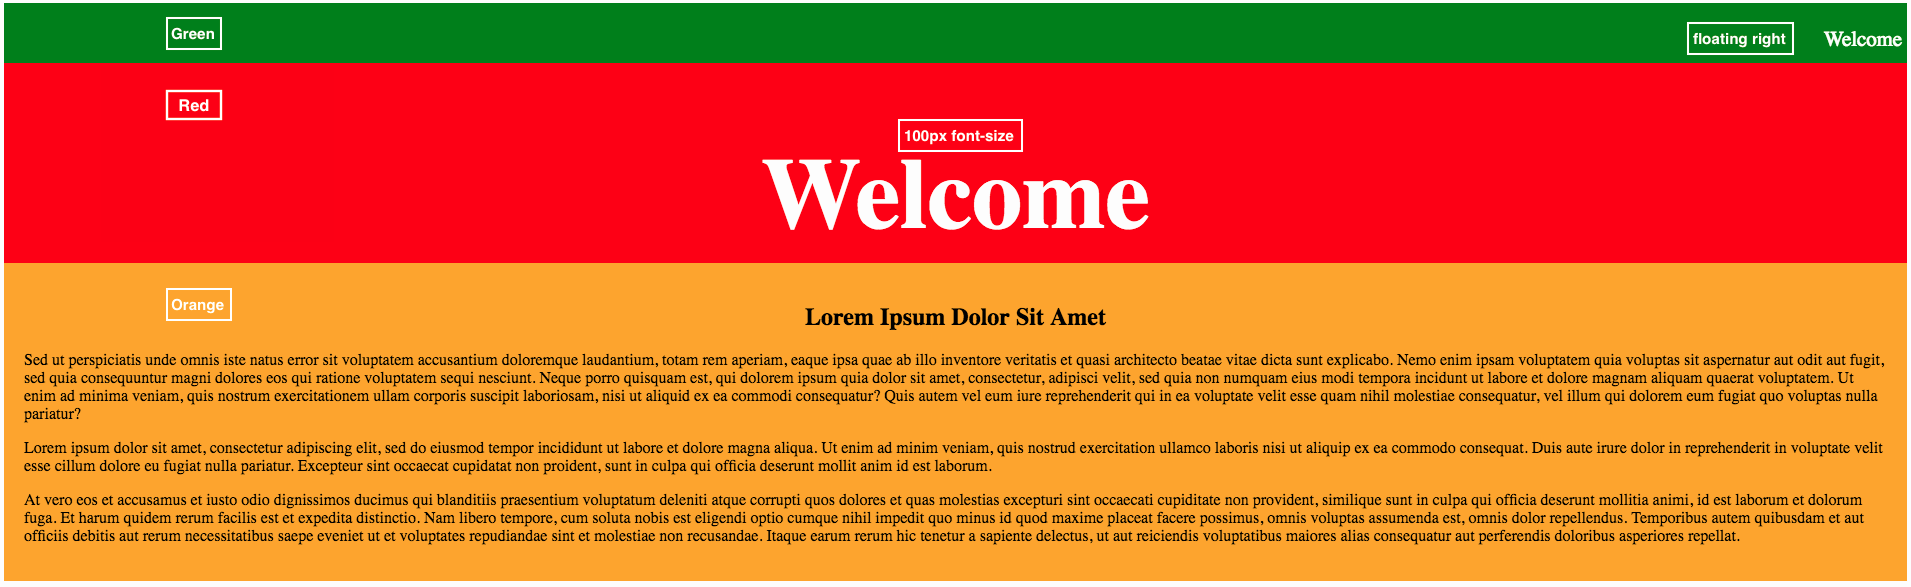 Green
floating right
Welcome
Red
100px font-size
Welcome
Orange
Lorem Ipsum Dolor Sit Amet
Sed ut perspiciatis unde omnis iste natus error sit voluptatem accusantium doloremque laudantium, totam rem aperiam, eaque ipsa quae ab illo inventore veritatis et quasi architecto beatae vitae dicta sunt explicabo. Nemo enim ipsam voluptatem quia voluptas sit aspernatur aut odit aut fugit,
sed quia consequuntur magni dolores eos qui ratione voluptatem sequi nesciunt. Neque porro quisquam est, qui dolorem ipsum quia dolor sit amet, consectetur, adipisci velit, sed quia non numquam eius modi tempora incidunt ut labore et dolore magnam aliquam quaerat voluptatem. Ut
enim ad minima veniam, quis nostrum exercitationem ullam corporis suscipit laboriosam, nisi ut aliquid ex ea commodi consequatur? Quis autem vel eum iure reprehenderit qui in ea voluptate velit esse quam nihil molestiae consequatur, vel illum qui dolorem eum fugiat quo voluptas nulla
pariatur?
Lorem ipsum dolor sit amet, consectetur adipiscing elit, sed do eiusmod tempor incididunt ut labore et dolore magna aliqua. Ut enim ad minim veniam, quis nostrud exercitation ullamco laboris nisi ut aliquip ex ea commodo consequat. Duis aute irure dolor in reprehenderit in voluptate velit
esse cillum dolore eu fugiat nulla pariatur. Excepteur sint occaecat cupidatat non proident, sunt in culpa qui officia deserunt mollit anim id est laborum.
At vero eos et accusamus et iusto odio dignissimos ducimus qui blanditiis praesentium voluptatum deleniti atque corrupti quos dolores et quas molestias excepturi sint occaecati cupiditate non provident, similique sunt in culpa qui officia deserunt mollitia animi, id est laborum et dolorum
fuga. Et harum quidem rerum facilis est et expedita distinctio. Nam libero tempore, cum soluta nobis est eligendi optio cumque nihil impedit quo minus id quod maxime placeat facere possimus, omnis voluptas assumenda est, omnis dolor repellendus. Temporibus autem quibusdam et aut
officiis debitis aut rerum necessitatibus saepe eveniet ut et voluptates repudiandae sint et molestiae non recusandae. Itaque earum rerum hic tenetur a sapiente delectus, ut aut reiciendis voluptatibus maiores alias consequatur aut perferendis doloribus asperiores repellat.